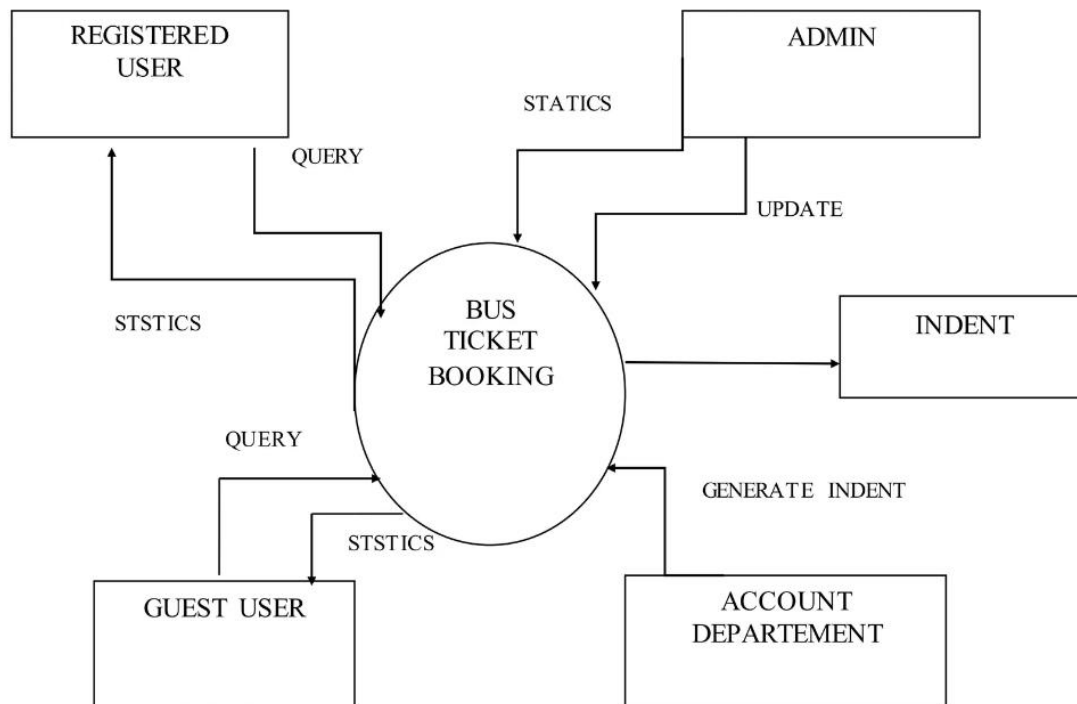 REGISTERED
USER
ADMIN
STATICS
QUERY
UPDATE
BUS
TICKET
BOOKING
INDENT
STSTICS
QUERY
GENERATE INDENT
STSTICS
GUEST USER
ACCOUNT
DEPARTEMENT